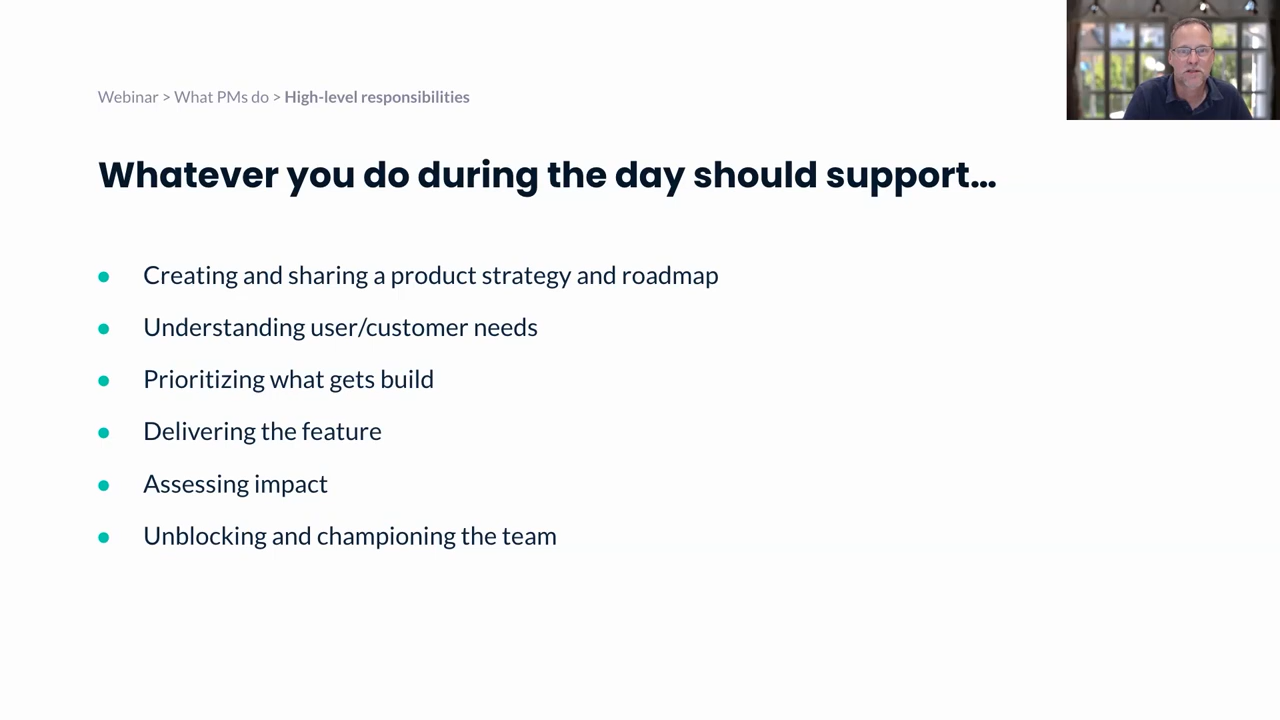 Webinar > What PMs do > High-level responsibilities
Whatever you do during the day should support...
● Creating and sharing a product strategy and roadmap
● Understanding user/customer needs
● Prioritizing what gets build
● Delivering the feature
● Assessing impact
● Unblocking and championing the team